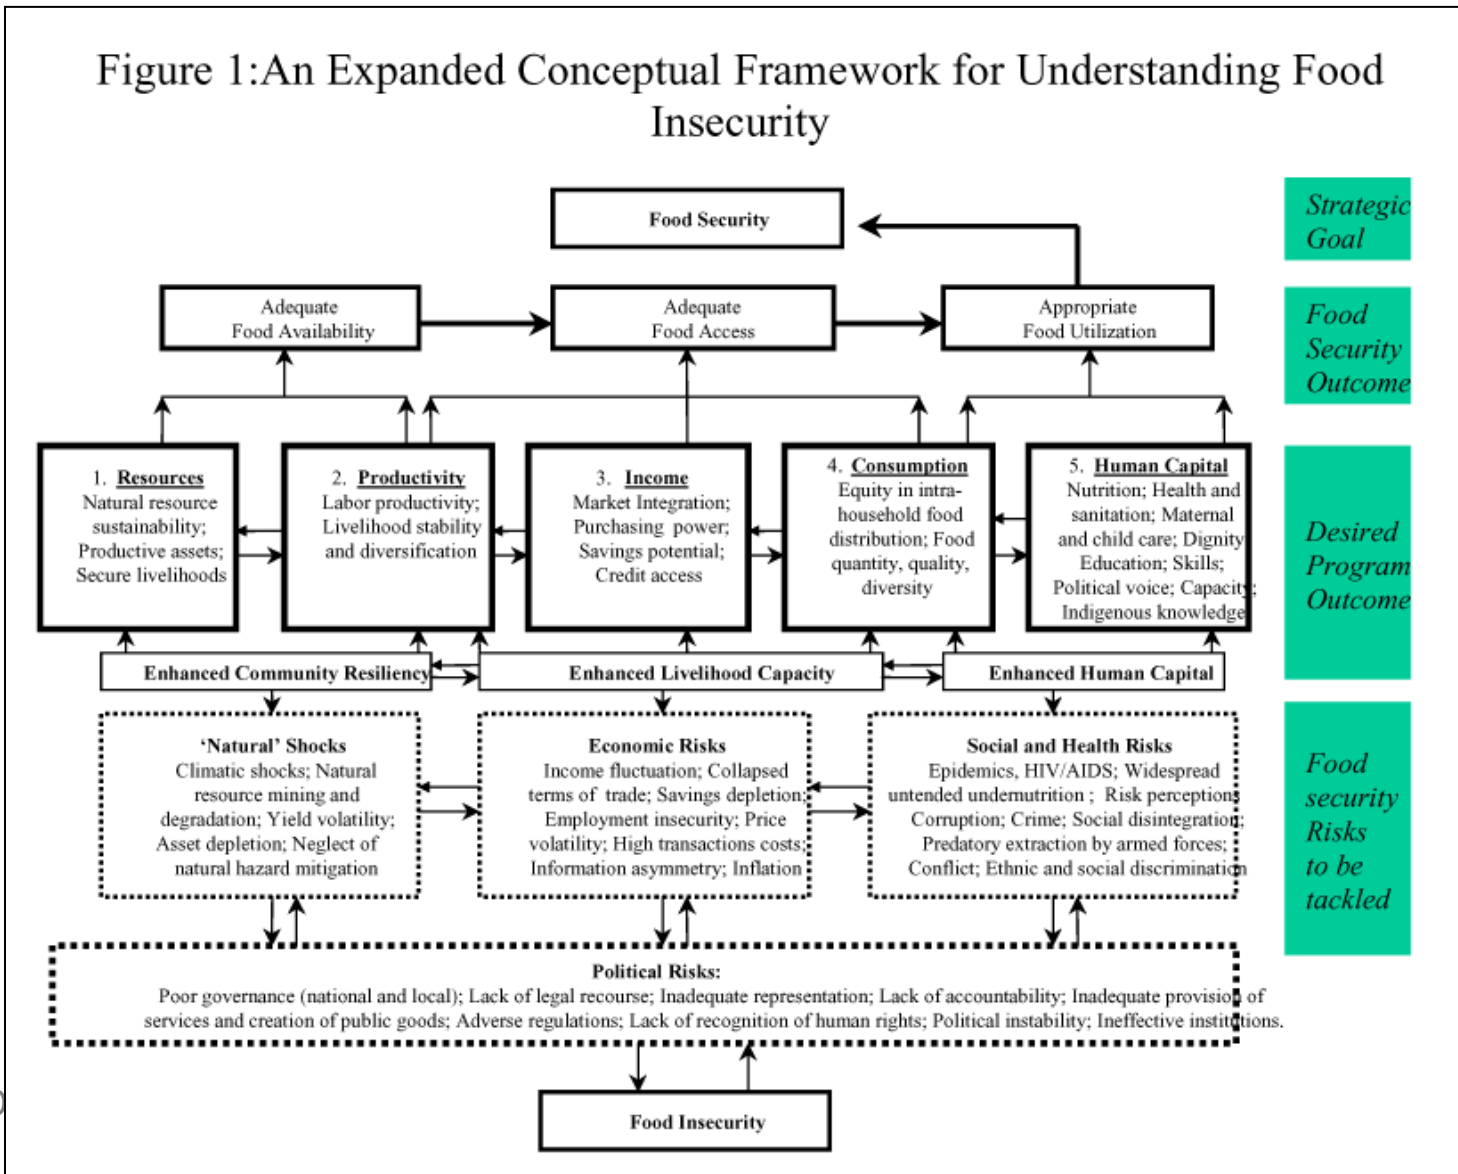 Figure 1:An Expanded Conceptual Framework for Understanding Food
Insecurity
Food Security
Strategic
Goal
Adequate
Food Availability
Adequate
Food Access
Appropriate
Food Utilization
Food
Security
Outcome
1. Resources
Natural resource
sustainability;
Productive assets;
Secure livelihoods
2. Productivity
Labor productivity;
Livelihood stability
and diversification
3. Income
Market Integration;
Purchasing power;
Savings potential;
Credit access
4. Consumption
Equity in intra-
household food
distribution; Food
quantity, quality,
diversity
5. Human Capital
Nutrition; Health and
sanitation; Maternal
and child care; Dignity
Education; Skills;
Political voice; Capacity;
Indigenous knowledge
Desired
Program
Outcome
Enhanced Community Resiliency
Enhanced Livelihood Capacity
Enhanced Human Capital
‘Natural’ Shocks
Climatic shocks; Natural
resource mining and
degradation; Yield volatility;
Asset depletion; Neglect of
natural hazard mitigation
Economic Risks
Income fluctuation; Collapsed
terms of trade; Savings depletion;
Employment insecurity; Price
volatility; High transactions costs;
Information asymmetry; Inflation
Social and Health Risks
Epidemics, HIV/AIDS; Widespread
untended undernutrition ; Risk perceptions
Corruption; Crime; Social disintegration;
Predatory extraction by armed forces;
Conflict; Ethnic and social discrimination
Food
security
Risks
to be
tackled
Political Risks:
Poor governance (national and local); Lack of legal recourse; Inadequate representation; Lack of accountability; Inadequate provision of
services and creation of public goods; Adverse regulations; Lack of recognition of human rights; Political instability; Ineffective institutions.
Food Insecurity